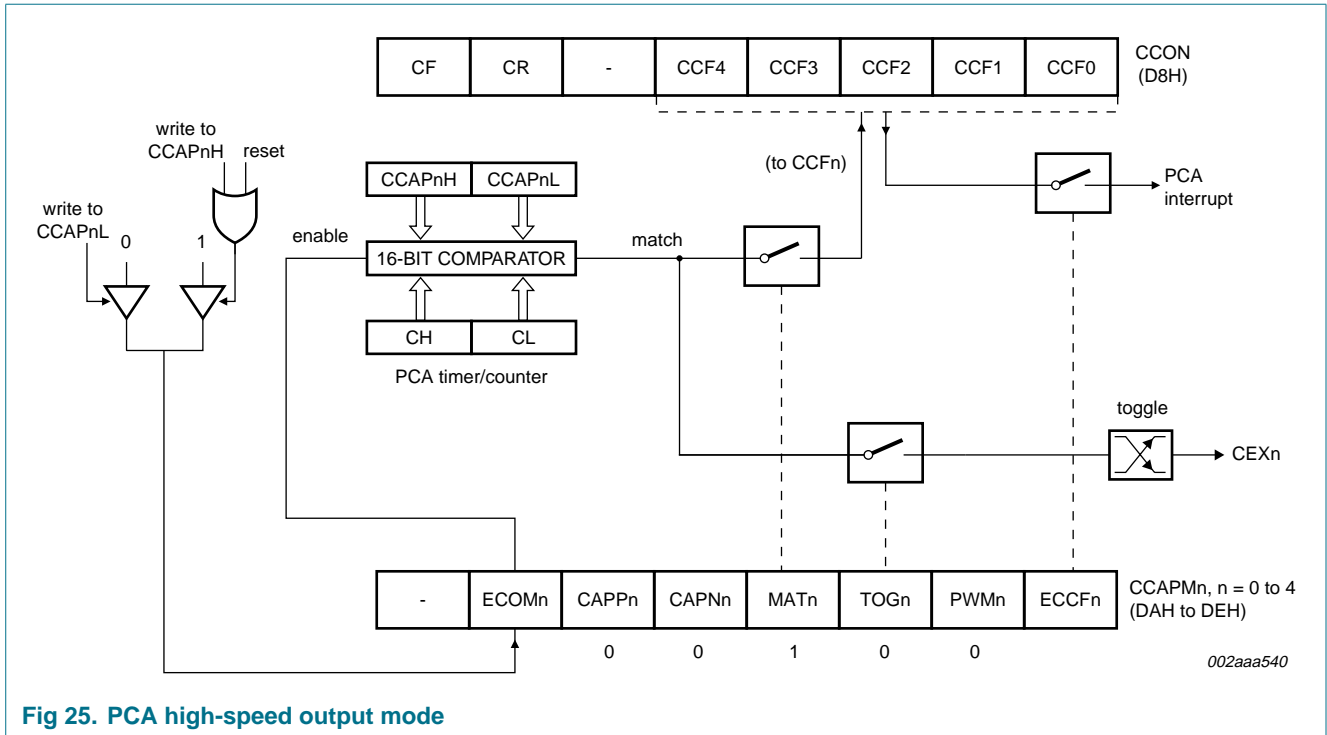 CF CR - CCF4 CCF3 CCF2 CCF1 CCF0
CCON
(D8H)
write to
CCAPnH reset
write to
CCAPnL
0 1
enable
CCAPnH CCAPnL
16-BIT COMPARATOR
CH CL
PCA timer/counter
match
(to CCFn)
PCA
interrupt
toggle
CEXn
- ECOMn CAPPn CAPNn MATn TOGn PWMn ECCFn
CCAPMn, n = 0 to 4
(DAH to DEH)
0 0 1 0 0
002aaa540
Fig 25. PCA high-speed output mode